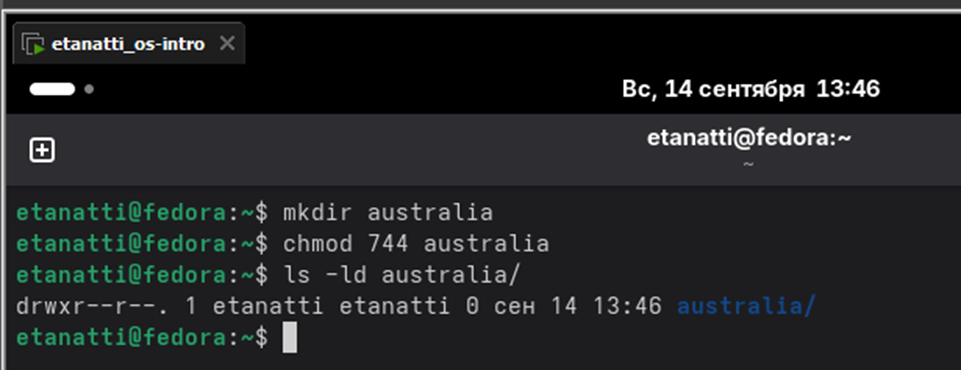 etanatti_os-intro
Вс, 14 сентября 13:46
etanatti@fedora:~
~
etanatti@fedora:~$ mkdir australia
etanatti@fedora:~$ chmod 744 australia
etanatti@fedora:~$ ls -ld australia/
drwxr--r--. 1 etanatti etanatti 0 сен 14 13:46 australia/
etanatti@fedora:~$